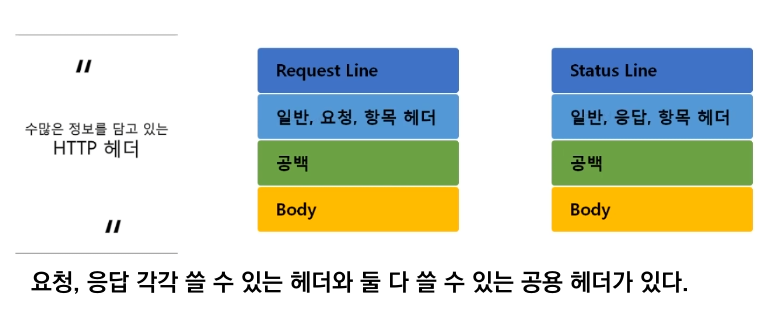 "
수많은 정보를 담고 있는
HTTP 헤더
"
Request Line
일반, 요청, 항목 헤더
공백
Body
Status Line
일반, 응답, 항목 헤더
공백
Body
요청, 응답 각각 쓸 수 있는 헤더와 둘 다 쓸 수 있는 공용 헤더가 있다.